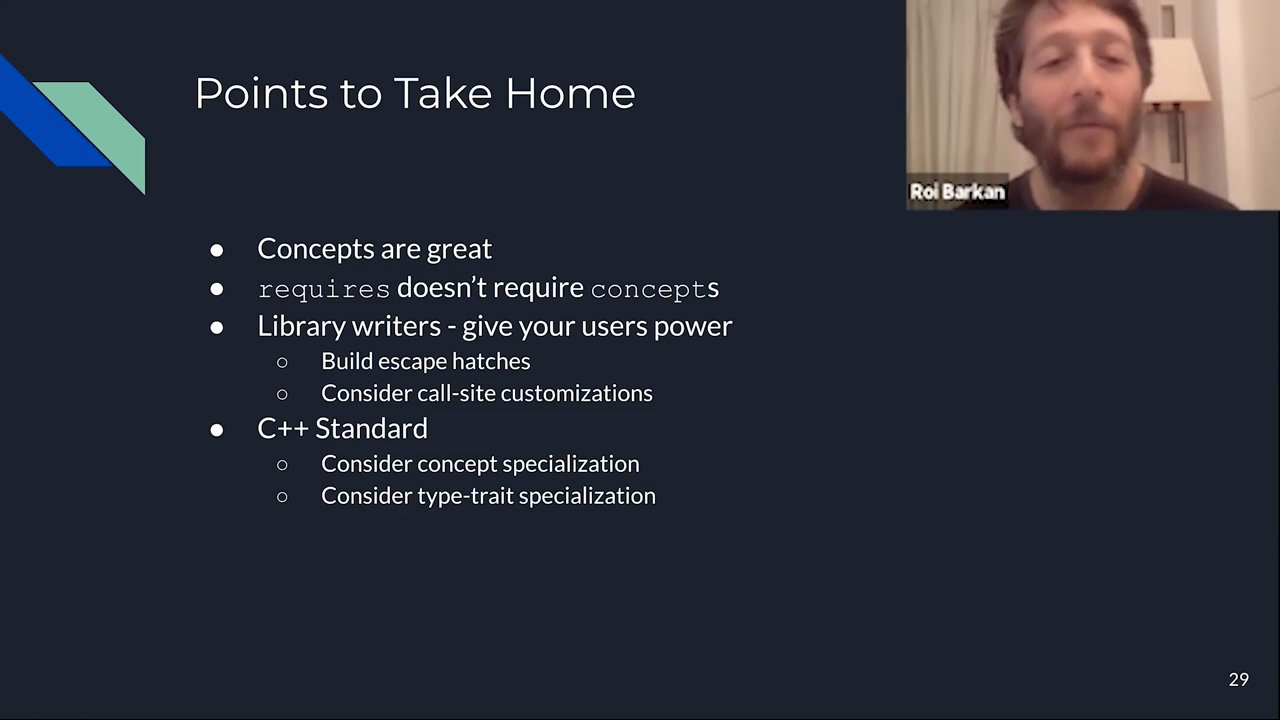 Points to Take Home
Roi Barkan
● Concepts are great
● requires doesn’t require concepts
● Library writers - give your users power
○ Build escape hatches
○ Consider call-site customizations
● C++ Standard
○ Consider concept specialization
○ Consider type-trait specialization
29